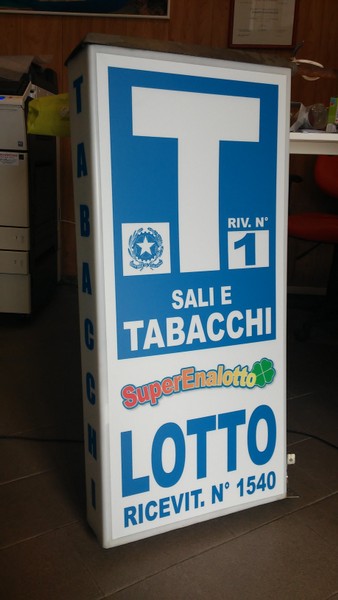 T
RIV. N°
1
SALI E
TABACCHI
SuperEnalotto
LOTTO
RICEVIT. N° 1540
TABACCHI